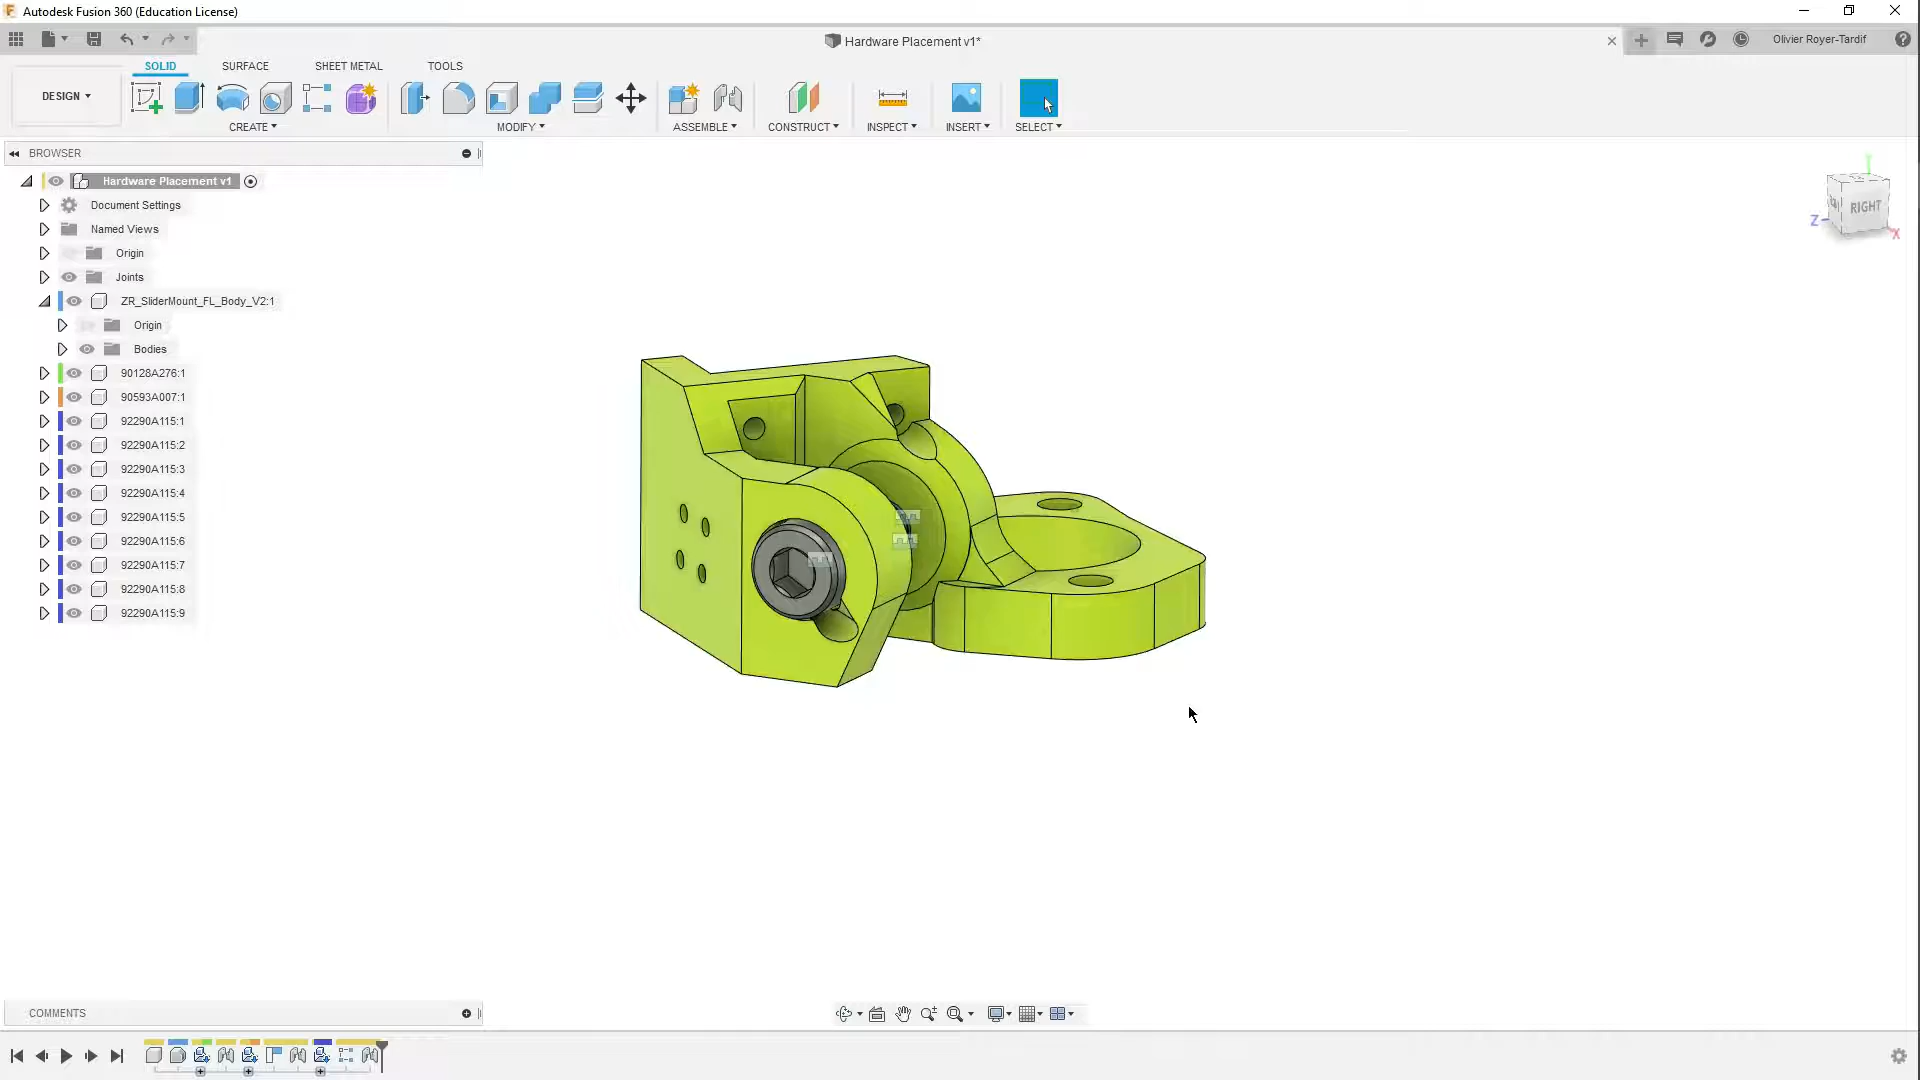 Autodesk Fusion 360 (Education License)
Hardware Placement v1*
Olivier Royer-Tardif
DESIGN
SOLID
SURFACE
SHEET METAL
TOOLS
CREATE
MODIFY
ASSEMBLE
CONSTRUCT
INSPECT
INSERT
SELECT
BROWSER
Hardware Placement v1
Document Settings
Named Views
Origin
Joints
ZR_SliderMount_FL_Body_V2:1
Origin
Bodies
90128A276:1
90593A007:1
92290A115:1
92290A115:2
92290A115:3
92290A115:4
92290A115:5
92290A115:6
92290A115:7
92290A115:8
92290A115:9
RIGHT
Z
X
COMMENTS